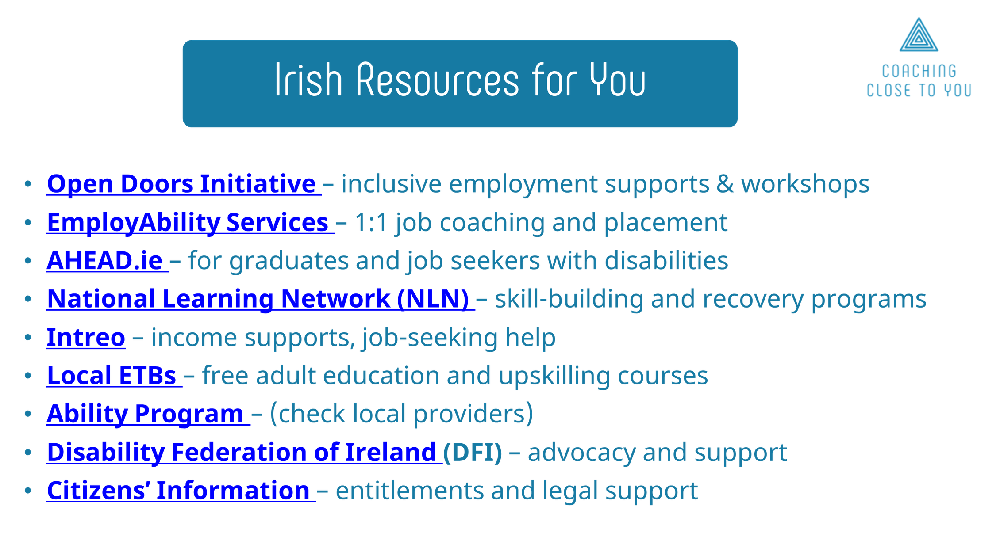 Irish Resources for You
COACHING
CLOSE TO YOU
• Open Doors Initiative – inclusive employment supports & workshops
• EmployAbility Services – 1:1 job coaching and placement
• AHEAD.ie – for graduates and job seekers with disabilities
• National Learning Network (NLN) – skill-building and recovery programs
• Intreo – income supports, job-seeking help
• Local ETBs – free adult education and upskilling courses
• Ability Program – (check local providers)
• Disability Federation of Ireland (DFI) – advocacy and support
• Citizens’ Information – entitlements and legal support